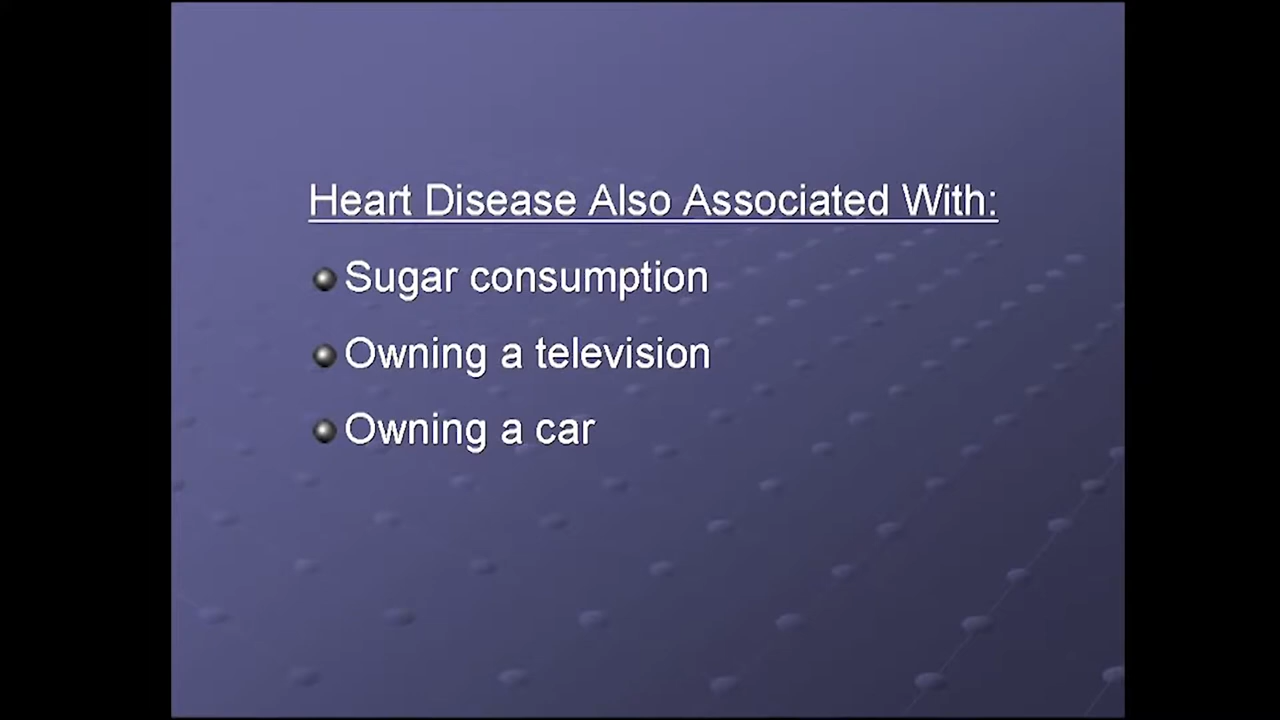 Heart Disease Also Associated With:
Sugar consumption
Owning a television
Owning a car